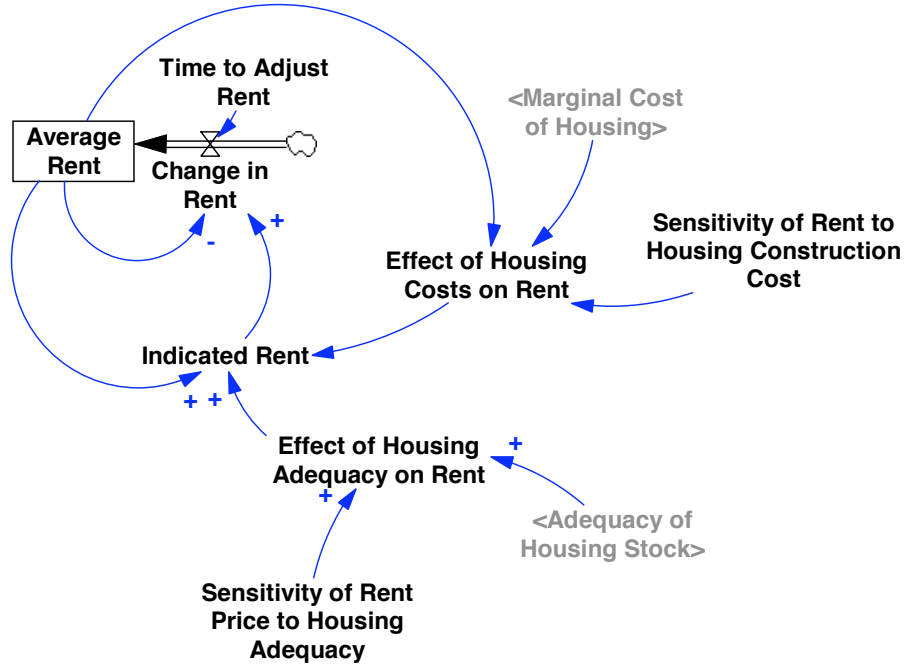 Time to Adjust
Rent
<Marginal Cost
of Housing>
Average
Rent
Change in
Rent
+
-
Sensitivity of Rent to
Housing Construction
Cost
Effect of Housing
Costs on Rent
Indicated Rent
+ +
Effect of Housing
Adequacy on Rent
+
+
<Adequacy of
Housing Stock>
Sensitivity of Rent
Price to Housing
Adequacy